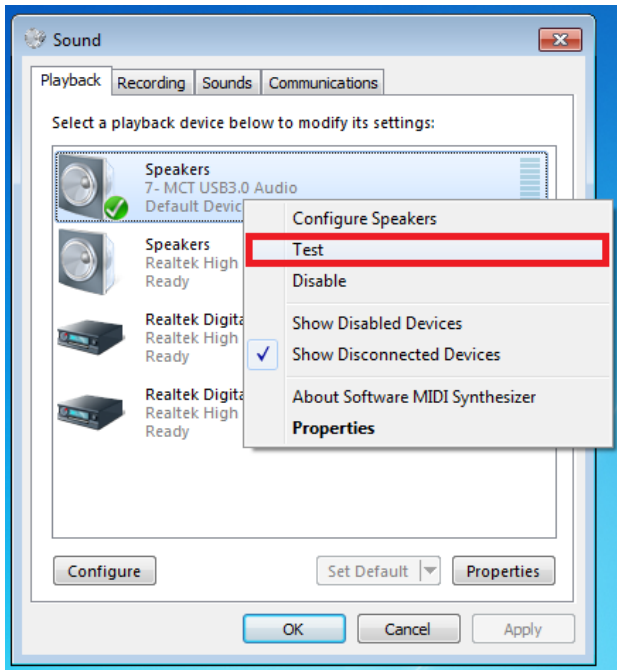 Sound
Playback Recording Sounds Communications
Select a playback device below to modify its settings:
Speakers
7- MCT USB3.0 Audio
Default Devic
Configure Speakers
Test
Disable
Show Disabled Devices
Show Disconnected Devices
About Software MIDI Synthesizer
Properties
Speakers
Realtek High
Ready
Realtek Digita
Realtek High
Ready
Realtek Digita
Realtek High
Ready
Configure Set Default Properties
OK Cancel Apply